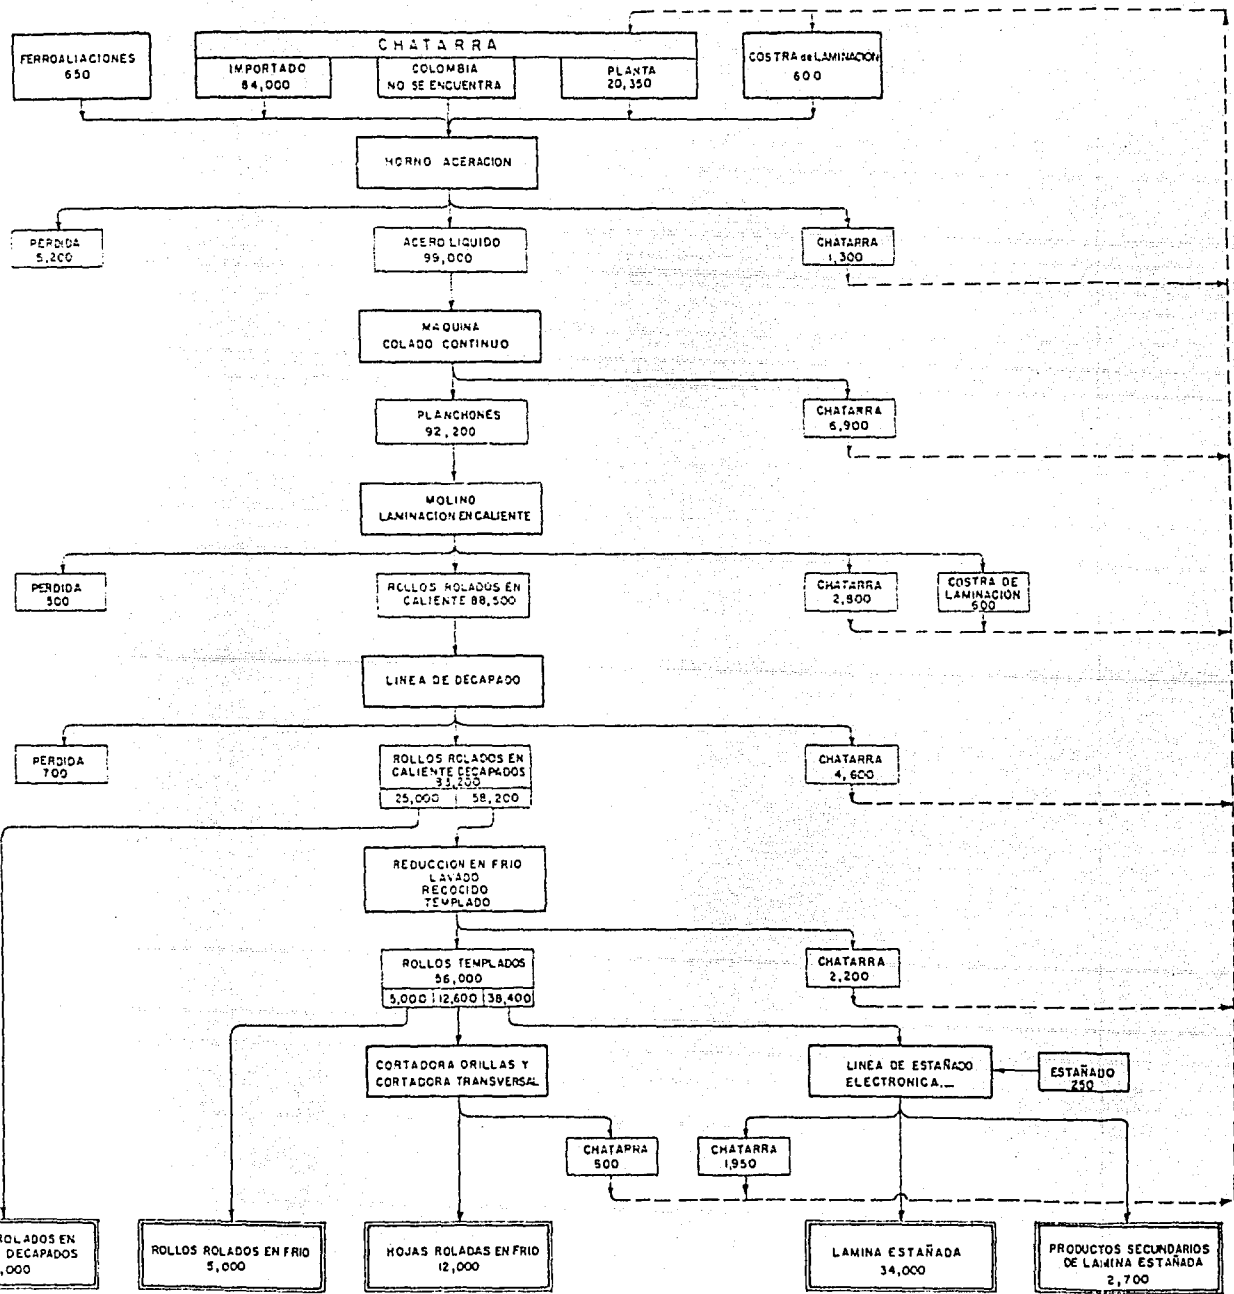 FERROALIACIONES
650
CHATARRA
IMPORTADO
84,000
COLOMBIA
NO SE ENCUENTRA
PLANTA
20,350
COSTRA de LAMINACIÓN
600
HORNO ACERACION
PERDIDA
5,200
ACERO LIQUIDO
99,000
CHATARRA
1,300
MAQUINA
COLADO CONTINUO
PLANCHONES
92,200
CHATARRA
6,900
MOLINO
LAMINACION EN CALIENTE
PERDIDA
500
ROLLOS ROLADOS EN
CALIENTE 88,500
CHATARRA
2,800
COSTRA DE
LAMINACIÓN
600
LINEA DE DECAPADO
PERDIDA
700
ROLLOS ROLADOS EN
CALIENTE DECAPADOS
83,200
25,000 58,200
CHATARRA
4,600
REDUCCION EN FRIO
LAVADO
RECOCIDO
TEMPLADO
ROLLOS TEMPLADOS
56,000
5,000 12,600 38,400
CHATARRA
2,200
CORTADORA ORILLAS Y
CORTADORA TRANSVERSAL
LINEA DE ESTAÑADO
ELECTRONICA.
ESTAÑADO
250
CHATARRA
500
CHATARRA
1,950
ROLADOS EN
DECAPADOS
,000
ROLLOS ROLADOS EN FRIO
5,000
HOJAS ROLADAS EN FRIO
12,000
LAMINA ESTAÑADA
34,000
PRODUCTOS SECUNDARIOS
DE LAMINA ESTAÑADA
2,700